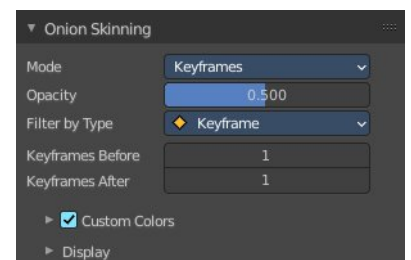 Onion Skinning
Mode Keyframes
Opacity 0.500
Filter by Type Keyframe
Keyframes Before 1
Keyframes After 1
Custom Colors
Display